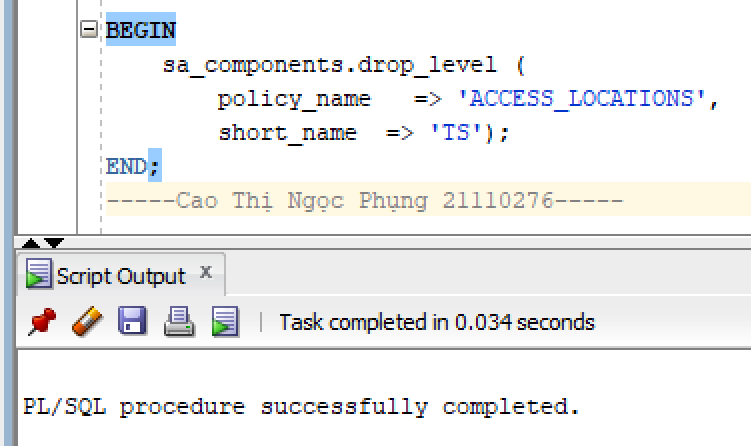 BEGIN
sa_components.drop_level (
policy_name => 'ACCESS_LOCATIONS',
short_name => 'TS');
END;
-----Cao Thị Ngọc Phụng 21110276-----
Script Output x
Task completed in 0.034 seconds
PL/SQL procedure successfully completed.